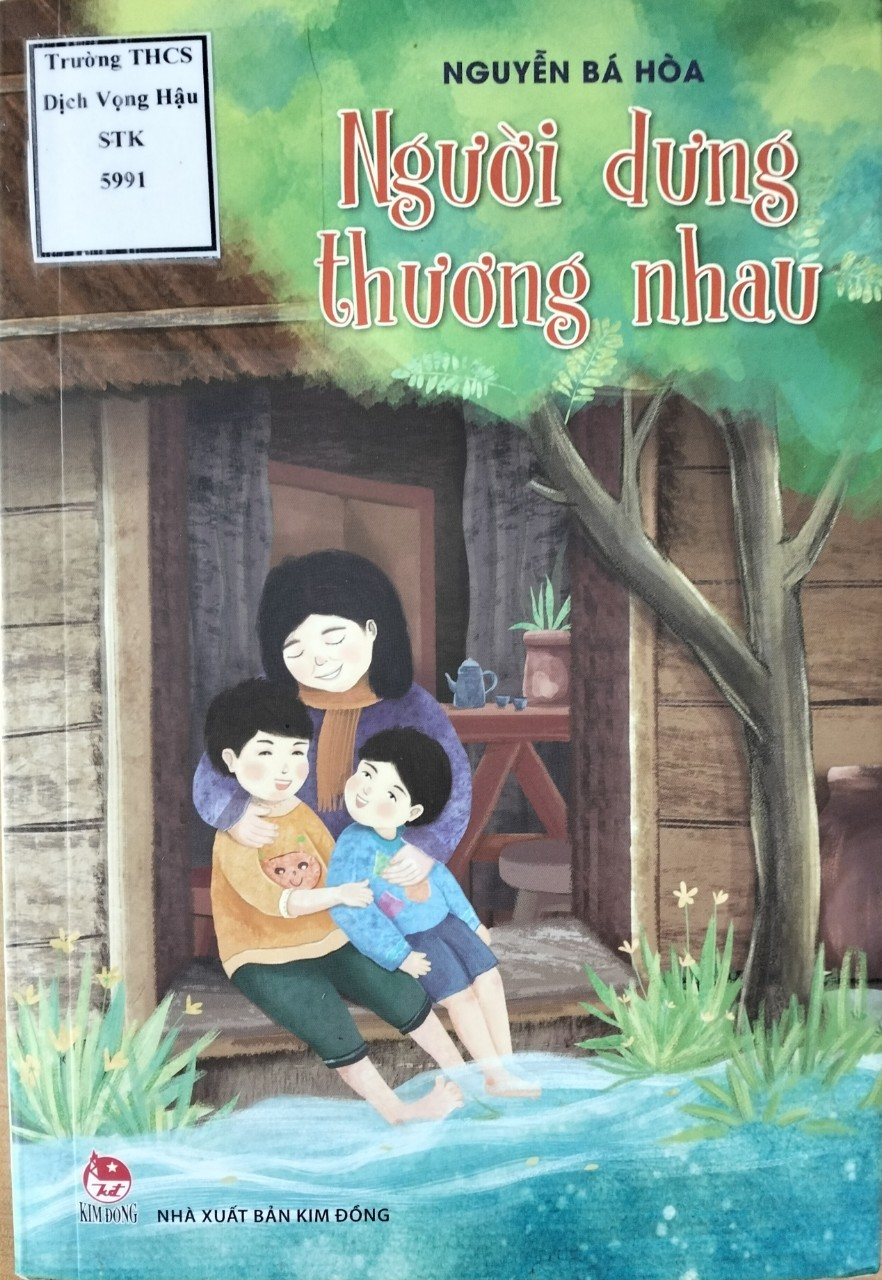 Trường THCS
Dịch Vọng Hậu
STK
5991
NGUYỄN BÁ HÒA
Người dưng
thương nhau
KIM ĐỒNG
NHÀ XUẤT BẢN KIM ĐỒNG